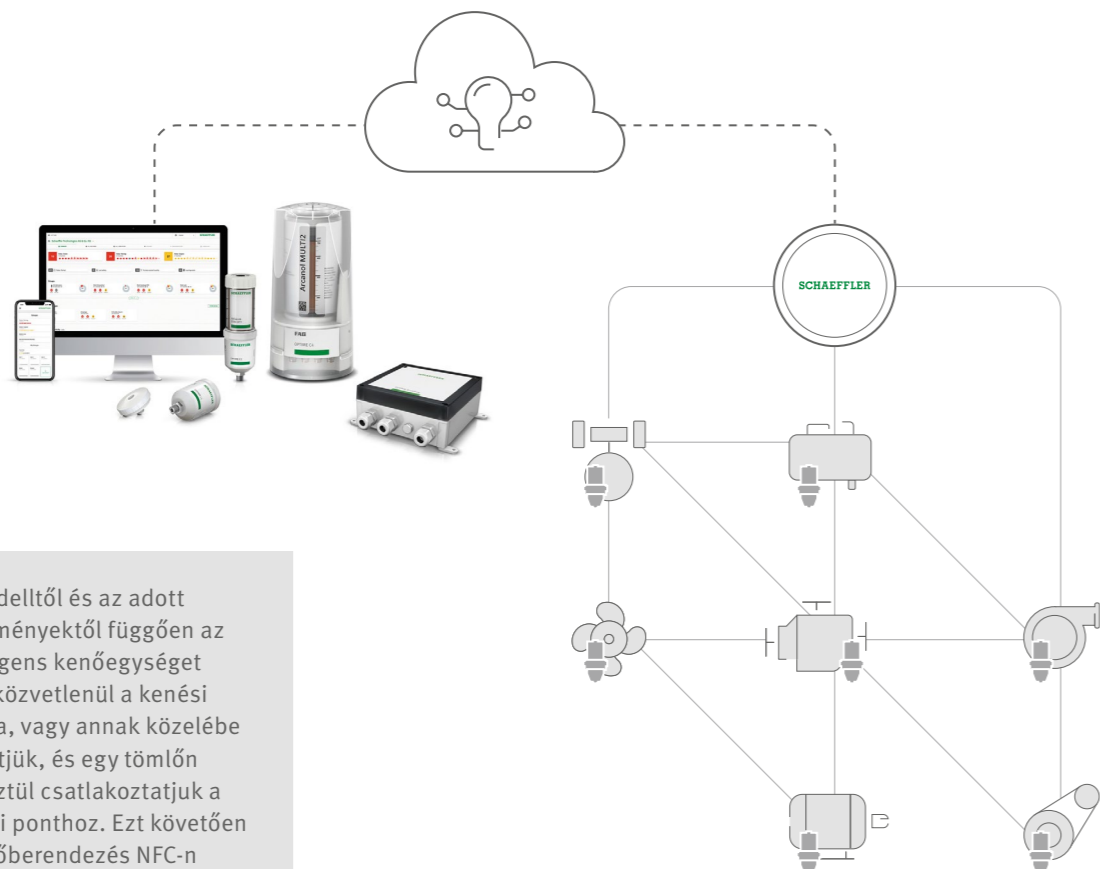 SCHAEFFLER
Arcanol MULTI2
FAG
delltől és az adott
ményektől függően az
gens kenőegységet
közvetlenül a kenési
a, vagy annak közelébe
tjük, és egy tömlőn
ztül csatlakoztatjuk a
i ponthoz. Ezt követően
őberendezés NFC-n